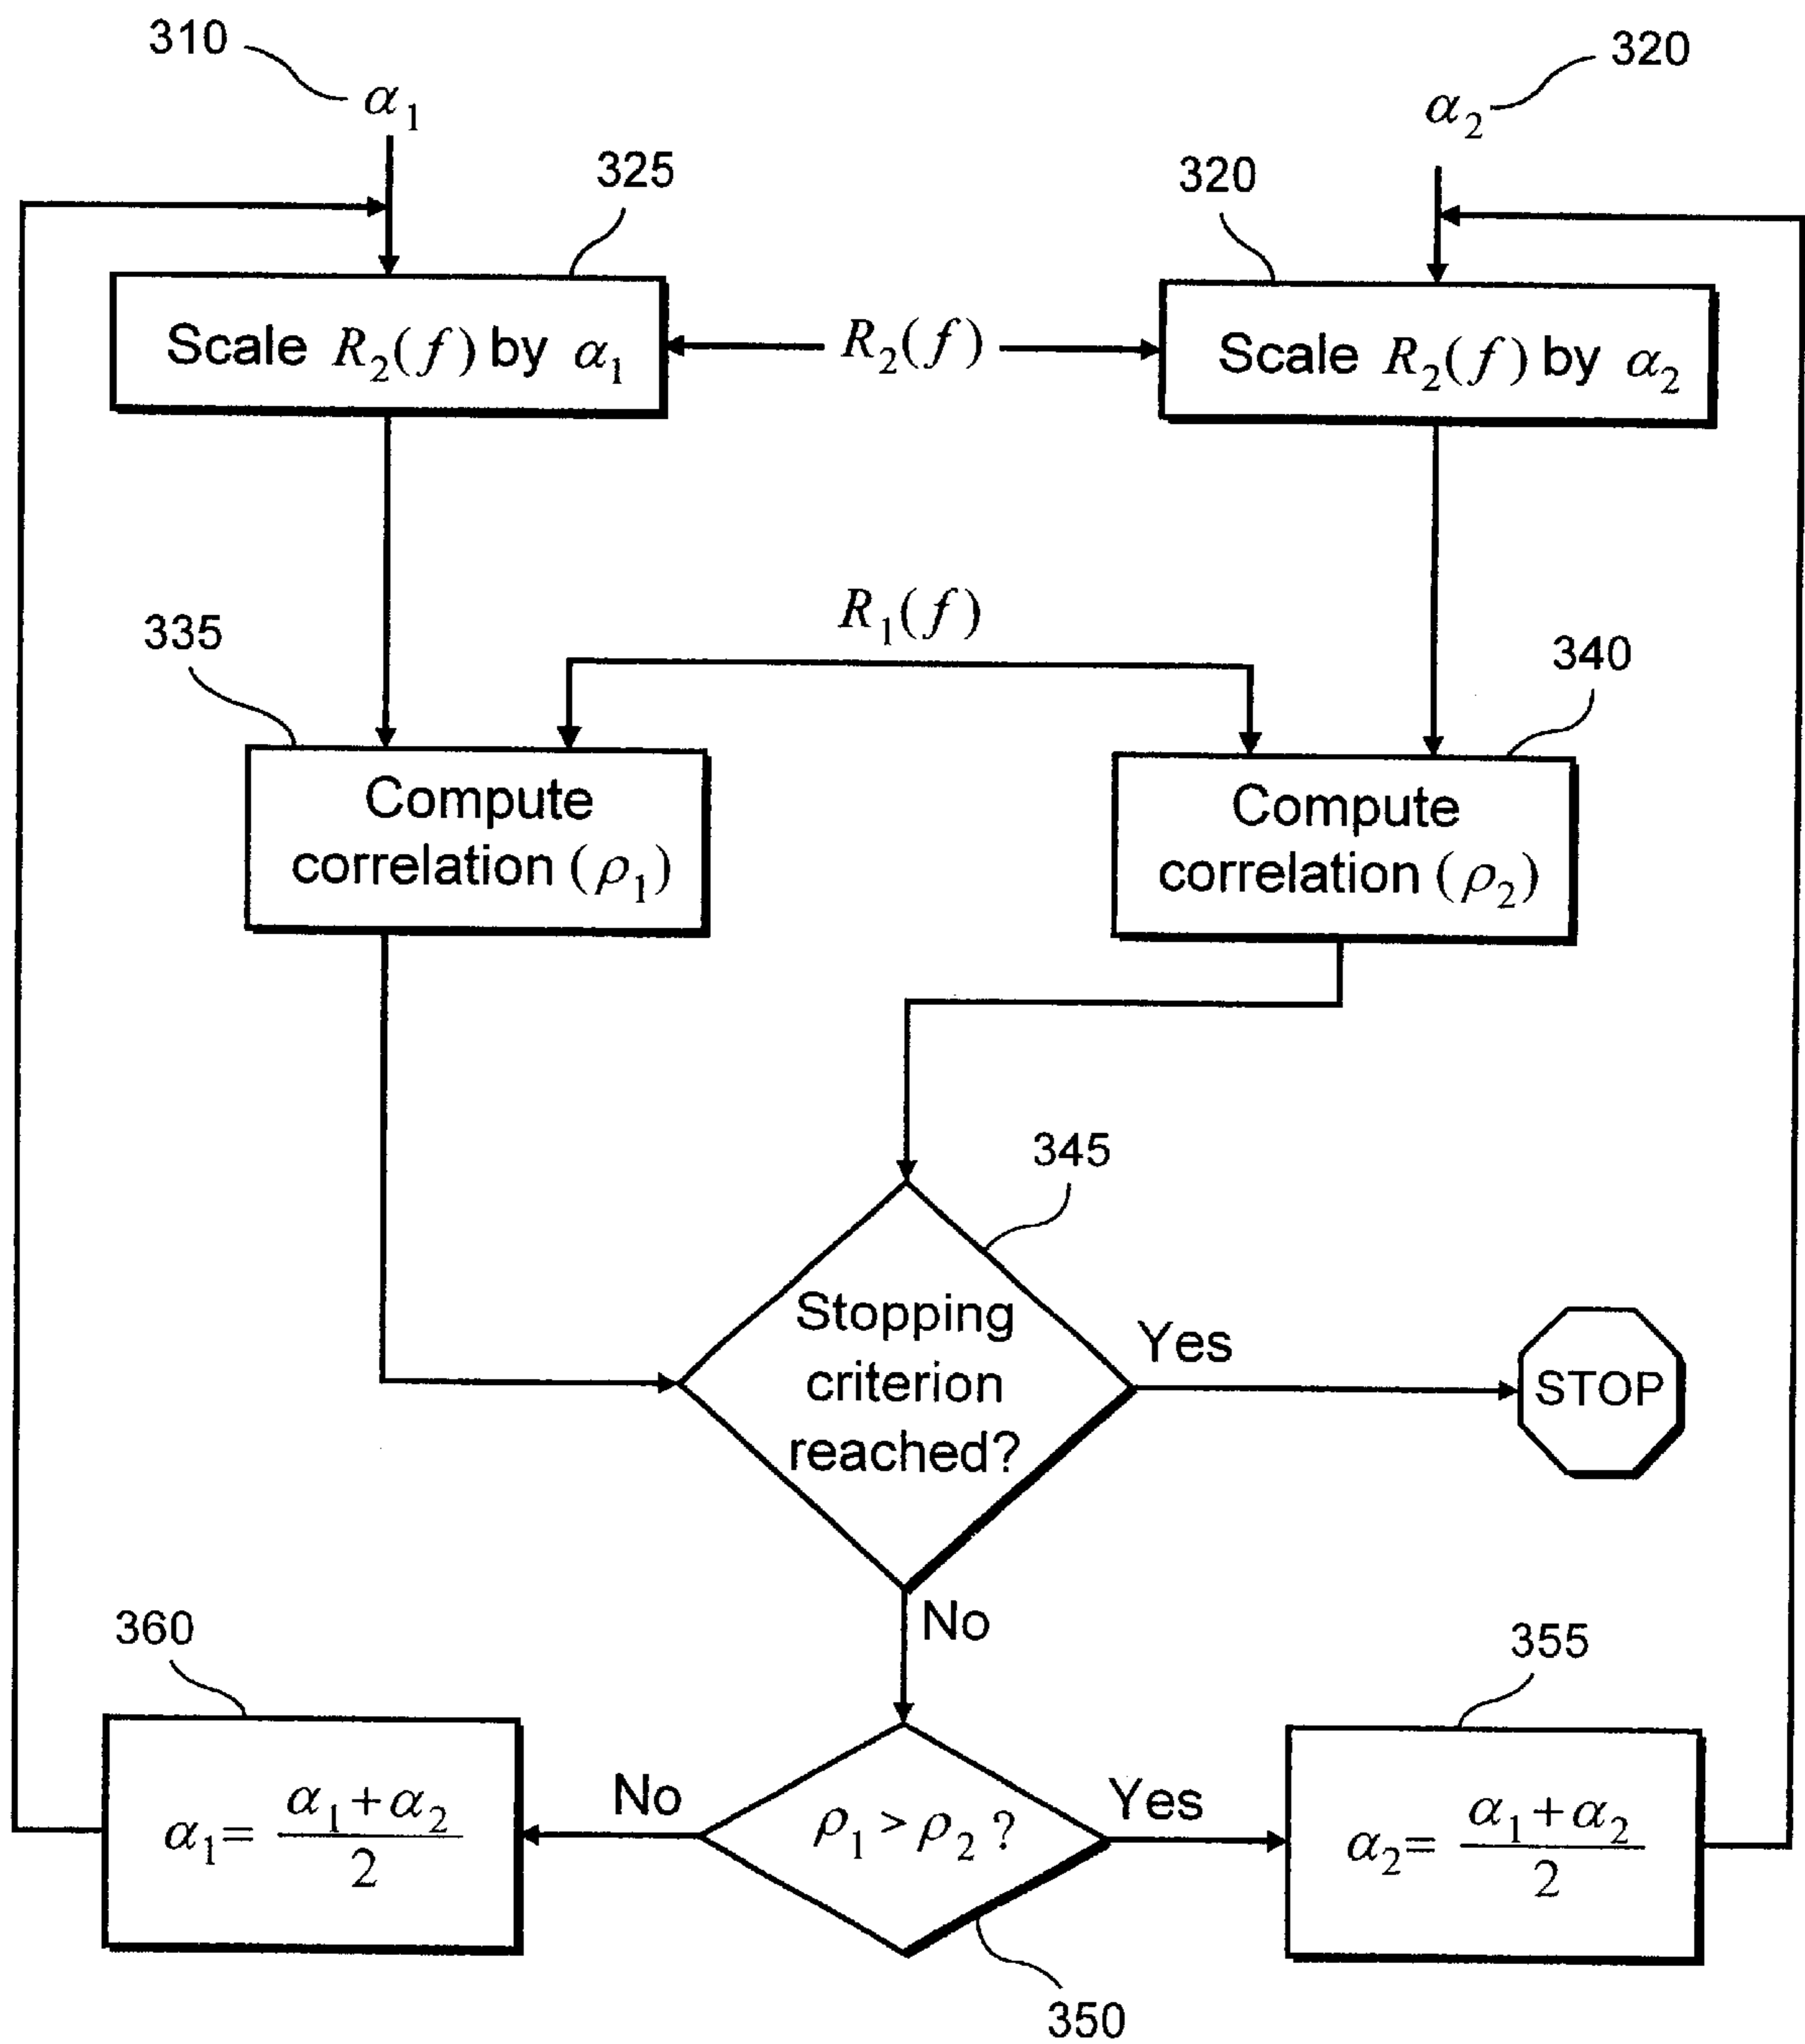 310
α₁
320
α₂
325
320
Scale R₂(f) by α₁
R₂(f)
Scale R₂(f) by α₂
R₁(f)
335
340
Compute
correlation (ρ₁)
Compute
correlation (ρ₂)
345
Stopping
criterion
reached?
Yes
STOP
No
360
355
α₁= α₁+α₂ / 2
No
ρ₁ > ρ₂ ?
Yes
α₂= α₁+α₂ / 2
350